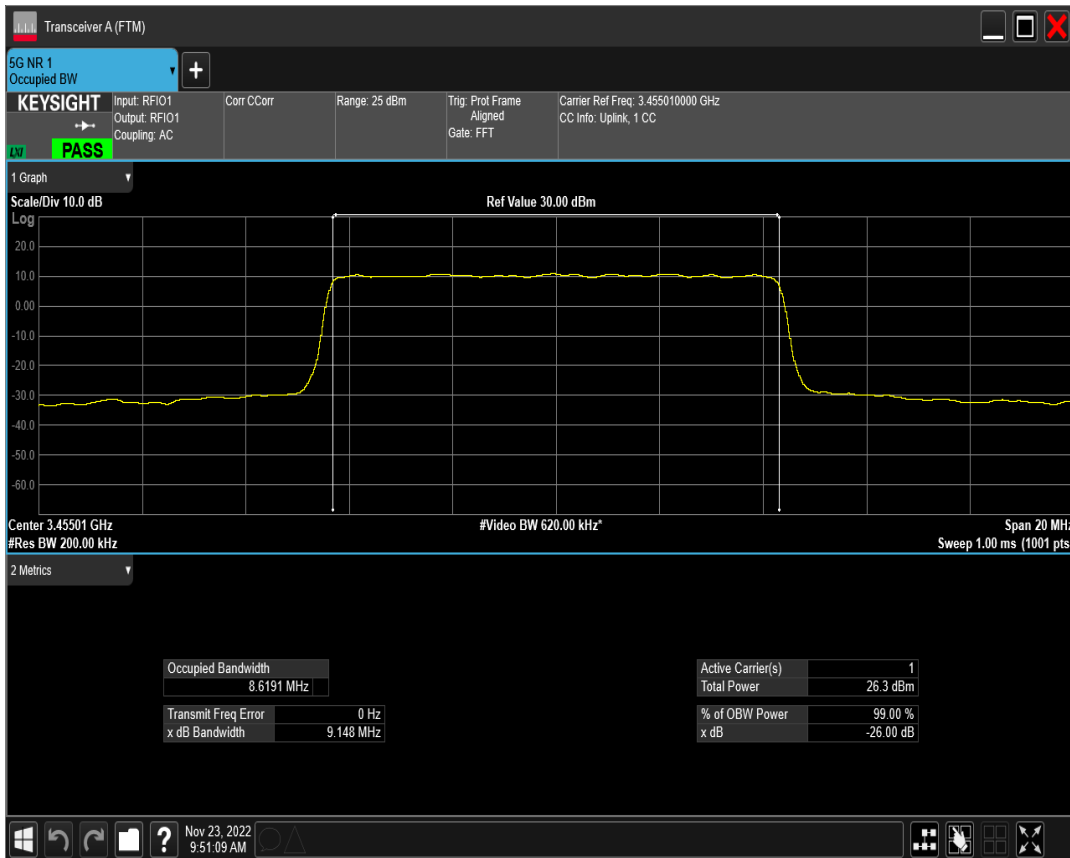 Transceiver A (FTM)
5G NR 1
Occupied BW
+
KEYSIGHT
LXI
PASS
Input: RFIO1
Output: RFIO1
Coupling: AC
Corr CCorr
Range: 25 dBm
Trig: Prot Frame
Aligned
Gate: FFT
Carrier Ref Freq: 3.455010000 GHz
CC Info: Uplink, 1 CC
1 Graph
Scale/Div 10.0 dB
Ref Value 30.00 dBm
Log
20.0
10.0
0.00
-10.0
-20.0
-30.0
-40.0
-50.0
-60.0
Center 3.45501 GHz
#Video BW 620.00 kHz*
Span 20 MHz
#Res BW 200.00 kHz
Sweep 1.00 ms (1001 pts
2 Metrics
Occupied Bandwidth
8.6191 MHz
Transmit Freq Error 0 Hz
x dB Bandwidth 9.148 MHz
Active Carrier(s) 1
Total Power 26.3 dBm
% of OBW Power 99.00 %
x dB -26.00 dB
?
Nov 23, 2022
9:51:09 AM